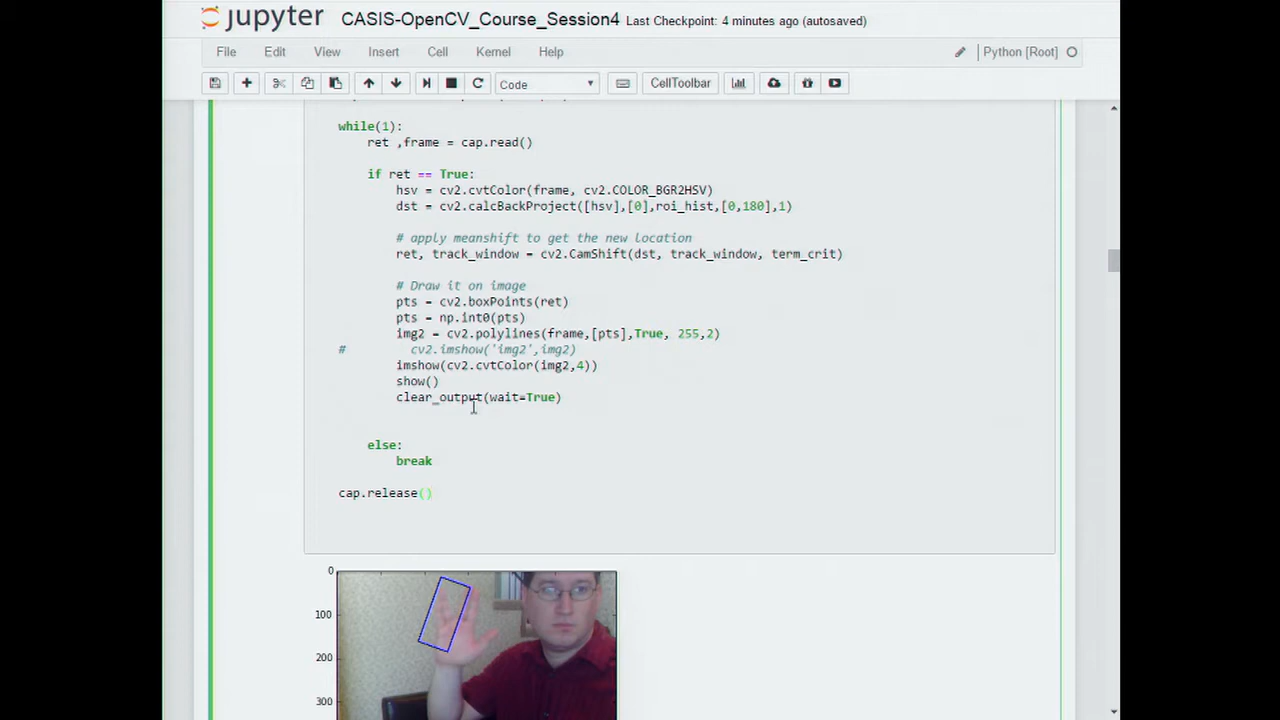 jupyter CASIS-OpenCV_Course_Session4 Last Checkpoint: 4 minutes ago (autosaved)
File Edit View Insert Cell Kernel Help Python [Root]
Code CellToolbar
while(1):
ret ,frame = cap.read()
if ret == True:
hsv = cv2.cvtColor(frame, cv2.COLOR_BGR2HSV)
dst = cv2.calcBackProject([hsv],[0],roi_hist,[0,180],1)
# apply meanshift to get the new location
ret, track_window = cv2.CamShift(dst, track_window, term_crit)
# Draw it on image
pts = cv2.boxPoints(ret)
pts = np.int0(pts)
img2 = cv2.polylines(frame,[pts],True, 255,2)
# cv2.imshow('img2',img2)
imshow(cv2.cvtColor(img2,4))
show()
clear_output(wait=True)
else:
break
cap.release()
0
100
200
300